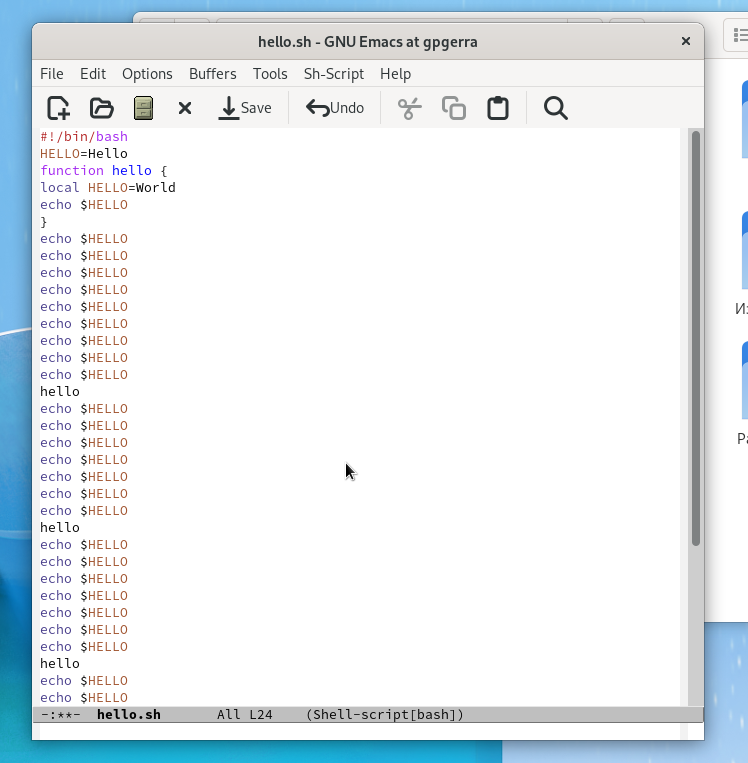 hello.sh - GNU Emacs at gpgerra
File Edit Options Buffers Tools Sh-Script Help
Save Undo
#!/bin/bash
HELLO=Hello
function hello {
local HELLO=World
echo $HELLO
}
echo $HELLO
echo $HELLO
echo $HELLO
echo $HELLO
echo $HELLO
echo $HELLO
echo $HELLO
echo $HELLO
echo $HELLO
hello
echo $HELLO
echo $HELLO
echo $HELLO
echo $HELLO
echo $HELLO
echo $HELLO
echo $HELLO
hello
echo $HELLO
echo $HELLO
echo $HELLO
echo $HELLO
echo $HELLO
echo $HELLO
echo $HELLO
hello
echo $HELLO
echo $HELLO
-:**- hello.sh All L24 (Shell-script[bash])